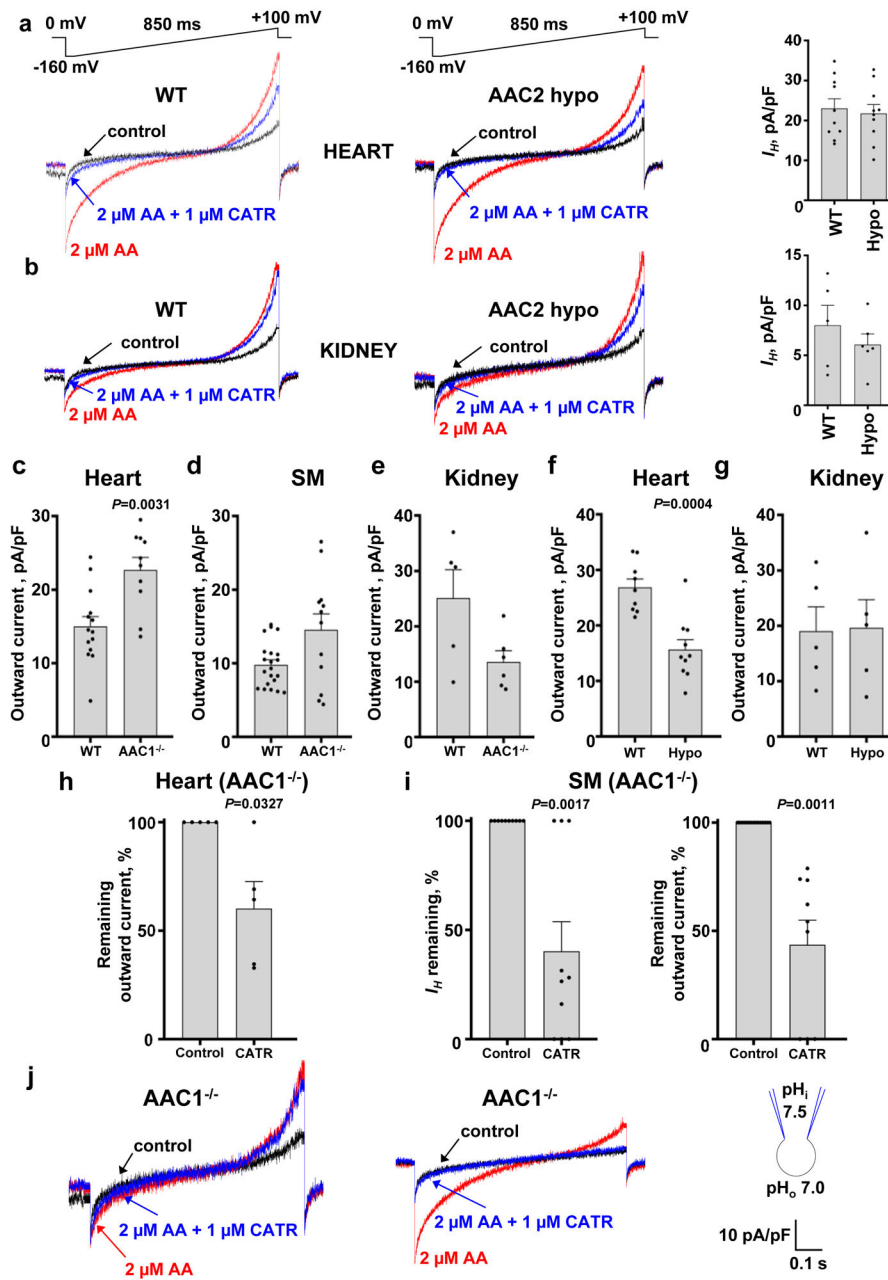 a
0 mV
850 ms
+100 mV
-160 mV
WT
control
2 µM AA + 1 µM CATR
2 µM AA
HEART
0 mV
850 ms
+100 mV
-160 mV
AAC2 hypo
control
2 µM AA + 1 µM CATR
2 µM AA
I_H, pA/pF
40
30
20
10
0
WT
Hypo
b
WT
control
2 µM AA + 1 µM CATR
2 µM AA
KIDNEY
AAC2 hypo
control
2 µM AA + 1 µM CATR
2 µM AA
I_H, pA/pF
15
10
5
0
WT
Hypo
c
Heart
P=0.0031
Outward current , pA/pF
30
20
10
0
WT
AAC1⁻/⁻
d
SM
Outward current , pA/pF
30
20
10
0
WT
AAC1⁻/⁻
e
Kidney
Outward current , pA/pF
40
30
20
10
0
WT
AAC1⁻/⁻
f
Heart
P=0.0004
Outward current , pA/pF
40
30
20
10
0
WT
Hypo
g
Kidney
Outward current , pA/pF
40
30
20
10
0
WT
Hypo
h
Heart (AAC1⁻/⁻)
P=0.0327
Remaining
outward current, %
100
50
0
Control
CATR
i
SM (AAC1⁻/⁻)
P=0.0017
I_H remaining, %
100
50
0
Control
CATR
P=0.0011
Remaining
outward current, %
100
50
0
Control
CATR
j
AAC1⁻/⁻
control
2 µM AA + 1 µM CATR
2 µM AA
AAC1⁻/⁻
control
2 µM AA + 1 µM CATR
2 µM AA
pHi
7.5
pHo 7.0
10 pA/pF
0.1 s